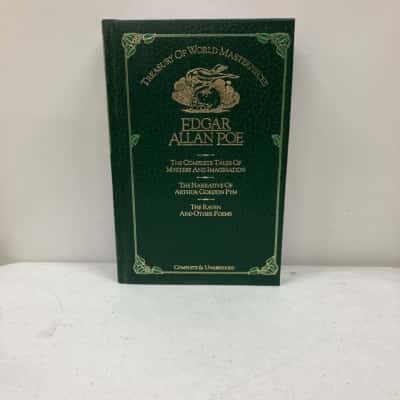 TREASURY OF WORLD MASTERPIECES
EDGAR
ALLAN POE
THE COMPLETE TALES OF
MYSTERY AND IMAGINATION
THE NARRATIVE OF
ARTHUR GORDON PYM
THE RAVEN
AND OTHER POEMS
COMPLETE & UNABRIDGED